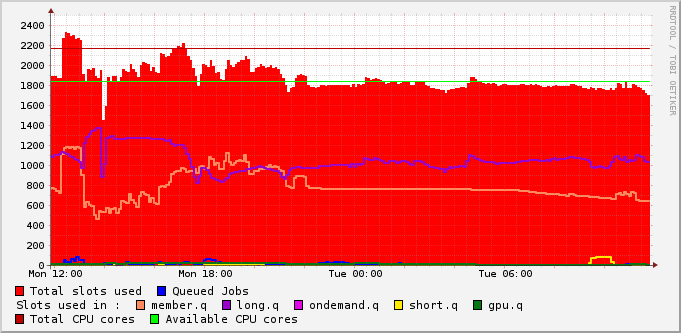 2400
2200
2000
1800
1600
1400
1200
1000
800
600
400
200
0
Mon 12:00 Mon 18:00 Tue 00:00 Tue 06:00
Total slots used Queued Jobs
Slots used in : member.q long.q ondemand.q short.q gpu.q
Total CPU cores Available CPU cores
RRDTOOL / TOBI OETIKER